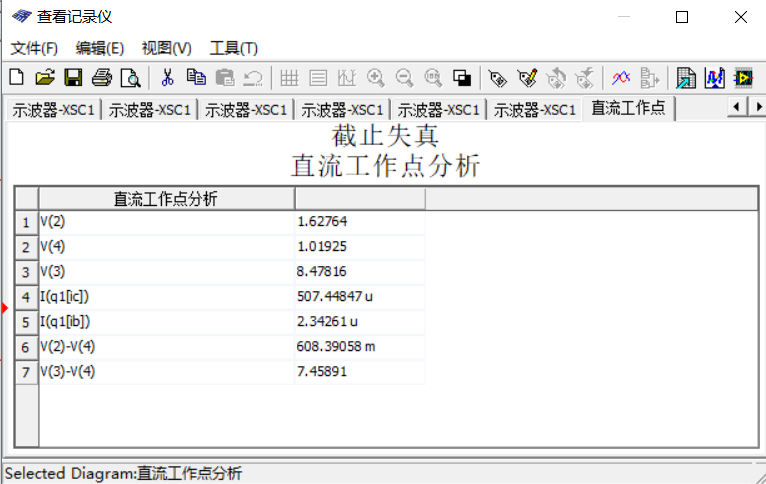 查看记录仪
文件(F) 编辑(E) 视图(V) 工具(T)
示波器-XSC1 示波器-XSC1 示波器-XSC1 示波器-XSC1 示波器-XSC1 示波器-XSC1 直流工作点
截止失真
直流工作点分析
直流工作点分析
1 V(2) 1.62764
2 V(4) 1.01925
3 V(3) 8.47816
4 I(q1[ic]) 507.44847 u
5 I(q1[ib]) 2.34261 u
6 V(2)-V(4) 608.39058 m
7 V(3)-V(4) 7.45891
Selected Diagram:直流工作点分析